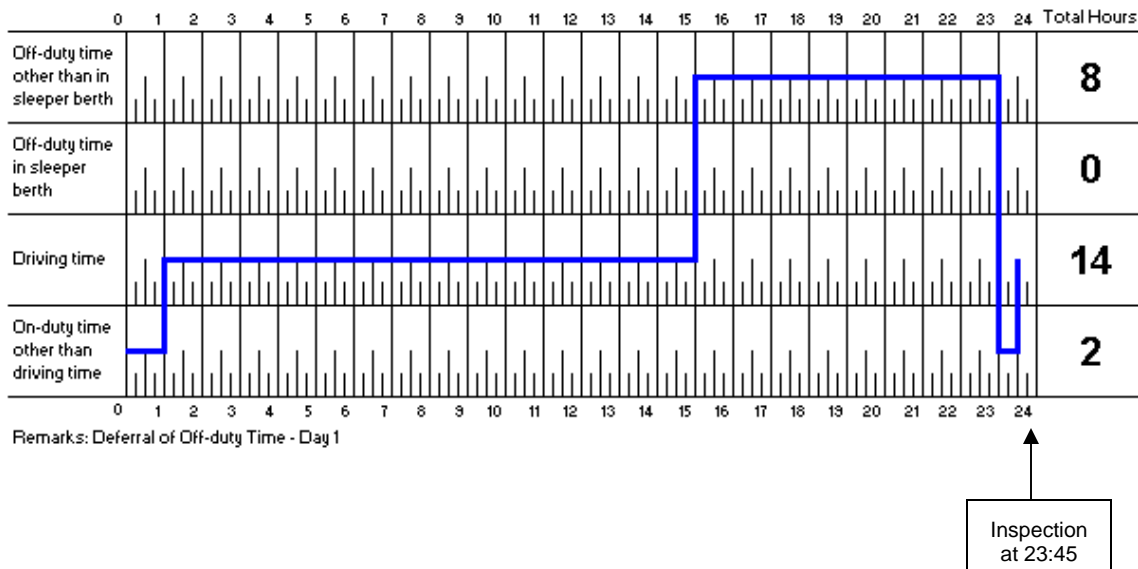 0 1 2 3 4 5 6 7 8 9 10 11 12 13 14 15 16 17 18 19 20 21 22 23 24 Total Hours
Off-duty time
other than in
sleeper berth
8
Off-duty time
in sleeper
berth
0
Driving time
14
On-duty time
other than
driving time
2
0 1 2 3 4 5 6 7 8 9 10 11 12 13 14 15 16 17 18 19 20 21 22 23 24
Remarks: Deferral of Off-duty Time - Day 1
Inspection
at 23:45